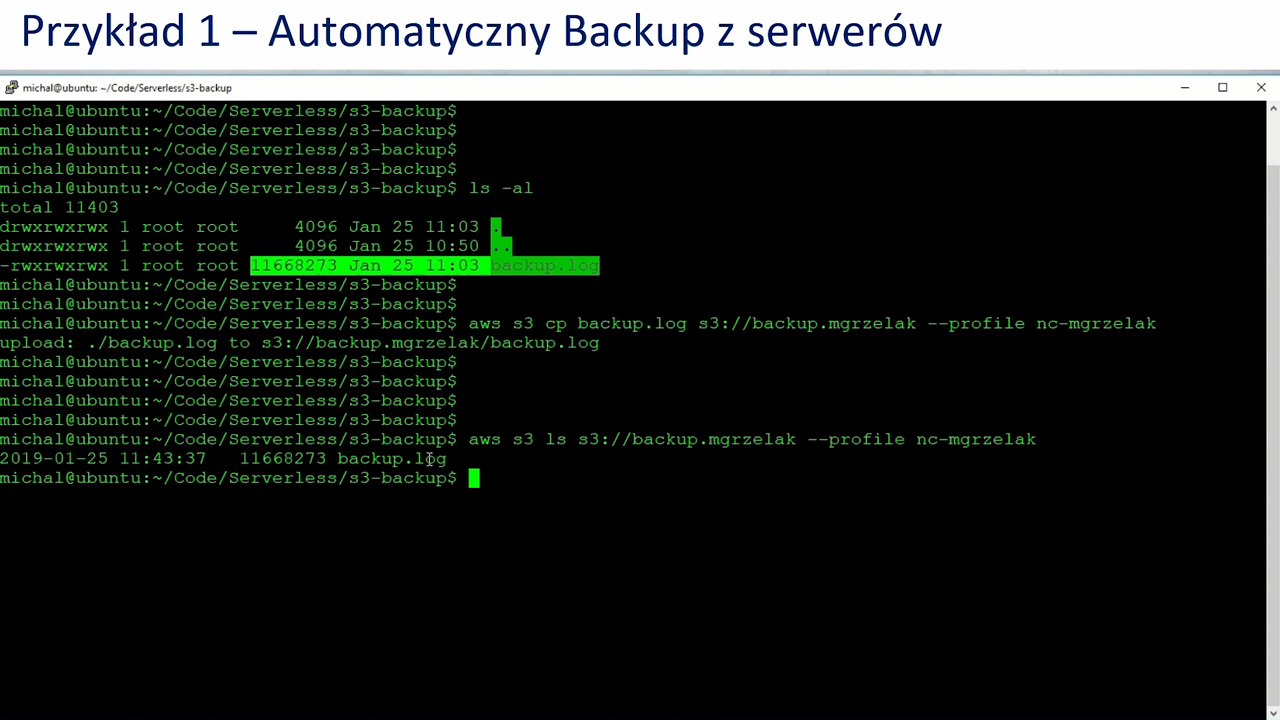 Przykład 1 – Automatyczny Backup z serwerów
michal@ubuntu: ~/Code/Serverless/s3-backup
michal@ubuntu:~/Code/Serverless/s3-backup$
michal@ubuntu:~/Code/Serverless/s3-backup$
michal@ubuntu:~/Code/Serverless/s3-backup$
michal@ubuntu:~/Code/Serverless/s3-backup$
michal@ubuntu:~/Code/Serverless/s3-backup$ ls -al
total 11403
drwxrwxrwx 1 root root     4096 Jan 25 11:03 .
drwxrwxrwx 1 root root     4096 Jan 25 10:50 ..
-rwxrwxrwx 1 root root 11668273 Jan 25 11:03 backup.log
michal@ubuntu:~/Code/Serverless/s3-backup$
michal@ubuntu:~/Code/Serverless/s3-backup$
michal@ubuntu:~/Code/Serverless/s3-backup$ aws s3 cp backup.log s3://backup.mgrzelak --profile nc-mgrzelak
upload: ./backup.log to s3://backup.mgrzelak/backup.log
michal@ubuntu:~/Code/Serverless/s3-backup$
michal@ubuntu:~/Code/Serverless/s3-backup$
michal@ubuntu:~/Code/Serverless/s3-backup$
michal@ubuntu:~/Code/Serverless/s3-backup$
michal@ubuntu:~/Code/Serverless/s3-backup$ aws s3 ls s3://backup.mgrzelak --profile nc-mgrzelak
2019-01-25 11:43:37   11668273 backup.log
michal@ubuntu:~/Code/Serverless/s3-backup$